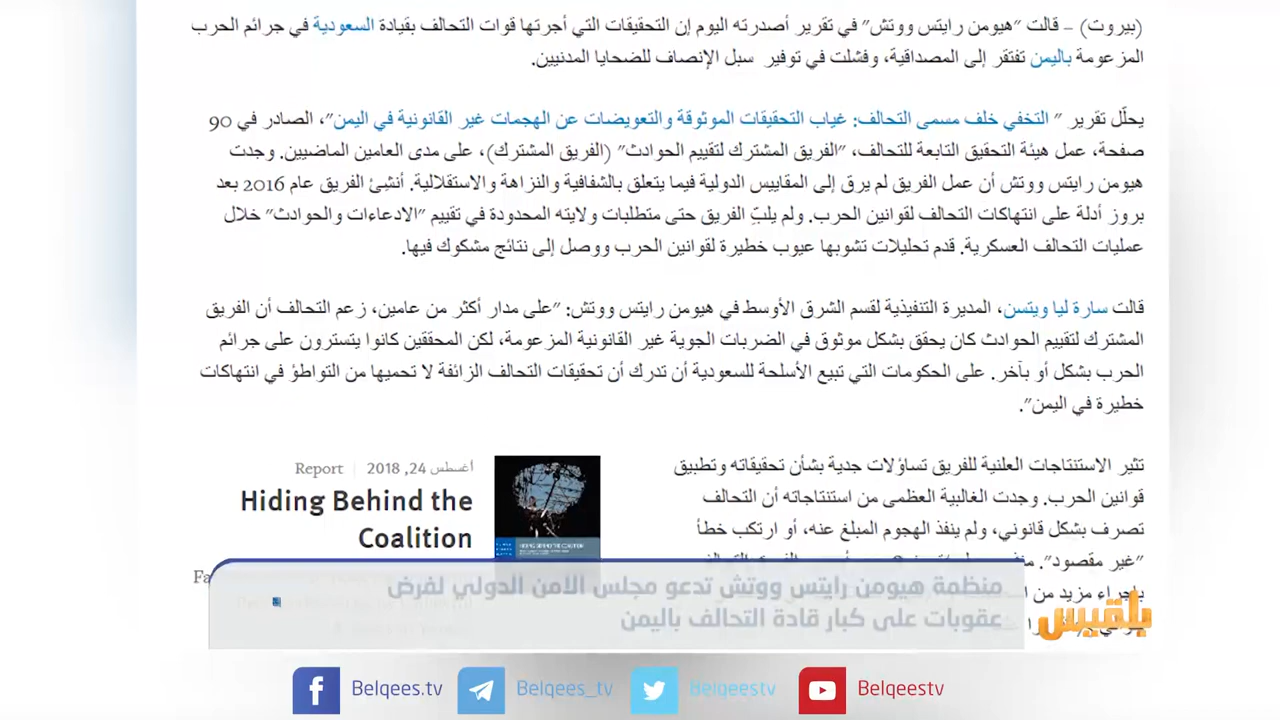 (بيروت) – قالت "هيومن رايتس ووتش" في تقرير أصدرته اليوم إن التحقيقات التي أجرتها قوات التحالف بقيادة السعودية في جرائم الحرب
المزعومة باليمن تفتقر إلى المصداقية، وفشلت في توفير سبل الإنصاف للضحايا المدنيين.
يحلّل تقرير " التخفي خلف مسمى التحالف: غياب التحقيقات الموثوقة والتعويضات عن الهجمات غير القانونية في اليمن"، الصادر في 90
صفحة، عمل هيئة التحقيق التابعة للتحالف، "الفريق المشترك لتقييم الحوادث" (الفريق المشترك)، على مدى العامين الماضيين. وجدت
هيومن رايتس ووتش أن عمل الفريق لم يرق إلى المقاييس الدولية فيما يتعلق بالشفافية والنزاهة والاستقلالية. أنشئ الفريق عام 2016 بعد
بروز أدلة على انتهاكات التحالف لقوانين الحرب. ولم يلبِّ الفريق حتى متطلبات ولايته المحدودة في تقييم "الادعاءات والحوادث" خلال
عمليات التحالف العسكرية. قدم تحليلات تشوبها عيوب خطيرة لقوانين الحرب ووصل إلى نتائج مشكوك فيها.
قالت سارة ليا ويتسن، المديرة التنفيذية لقسم الشرق الأوسط في هيومن رايتس ووتش: "على مدار أكثر من عامين، زعم التحالف أن الفريق
المشترك لتقييم الحوادث كان يحقق بشكل موثوق في الضربات الجوية غير القانونية المزعومة، لكن المحققين كانوا يتسترون على جرائم
الحرب بشكل أو بآخر. على الحكومات التي تبيع الأسلحة للسعودية أن تدرك أن تحقيقات التحالف الزائفة لا تحميها من التواطؤ في انتهاكات
خطيرة في اليمن".
تثير الاستنتاجات العلنية للفريق تساؤلات جدية بشأن تحقيقاته وتطبيق
قوانين الحرب. وجدت الغالبية العظمى من استنتاجاته أن التحالف
تصرف بشكل قانوني، ولم ينفذ الهجوم المبلغ عنه، أو ارتكب خطأ
"غير مقصود".
بإجراء مزيد من
أغسطس 24, 2018 | Report
Hiding Behind the
Coalition
Fa
منظمة هيومن رايتس ووتش تدعو مجلس الامن الدولي لفرض
عقوبات على كبار قادة التحالف باليمن
بلقيس
Belqees.tv
Belqees_tv
Belqeestv
Belqeestv